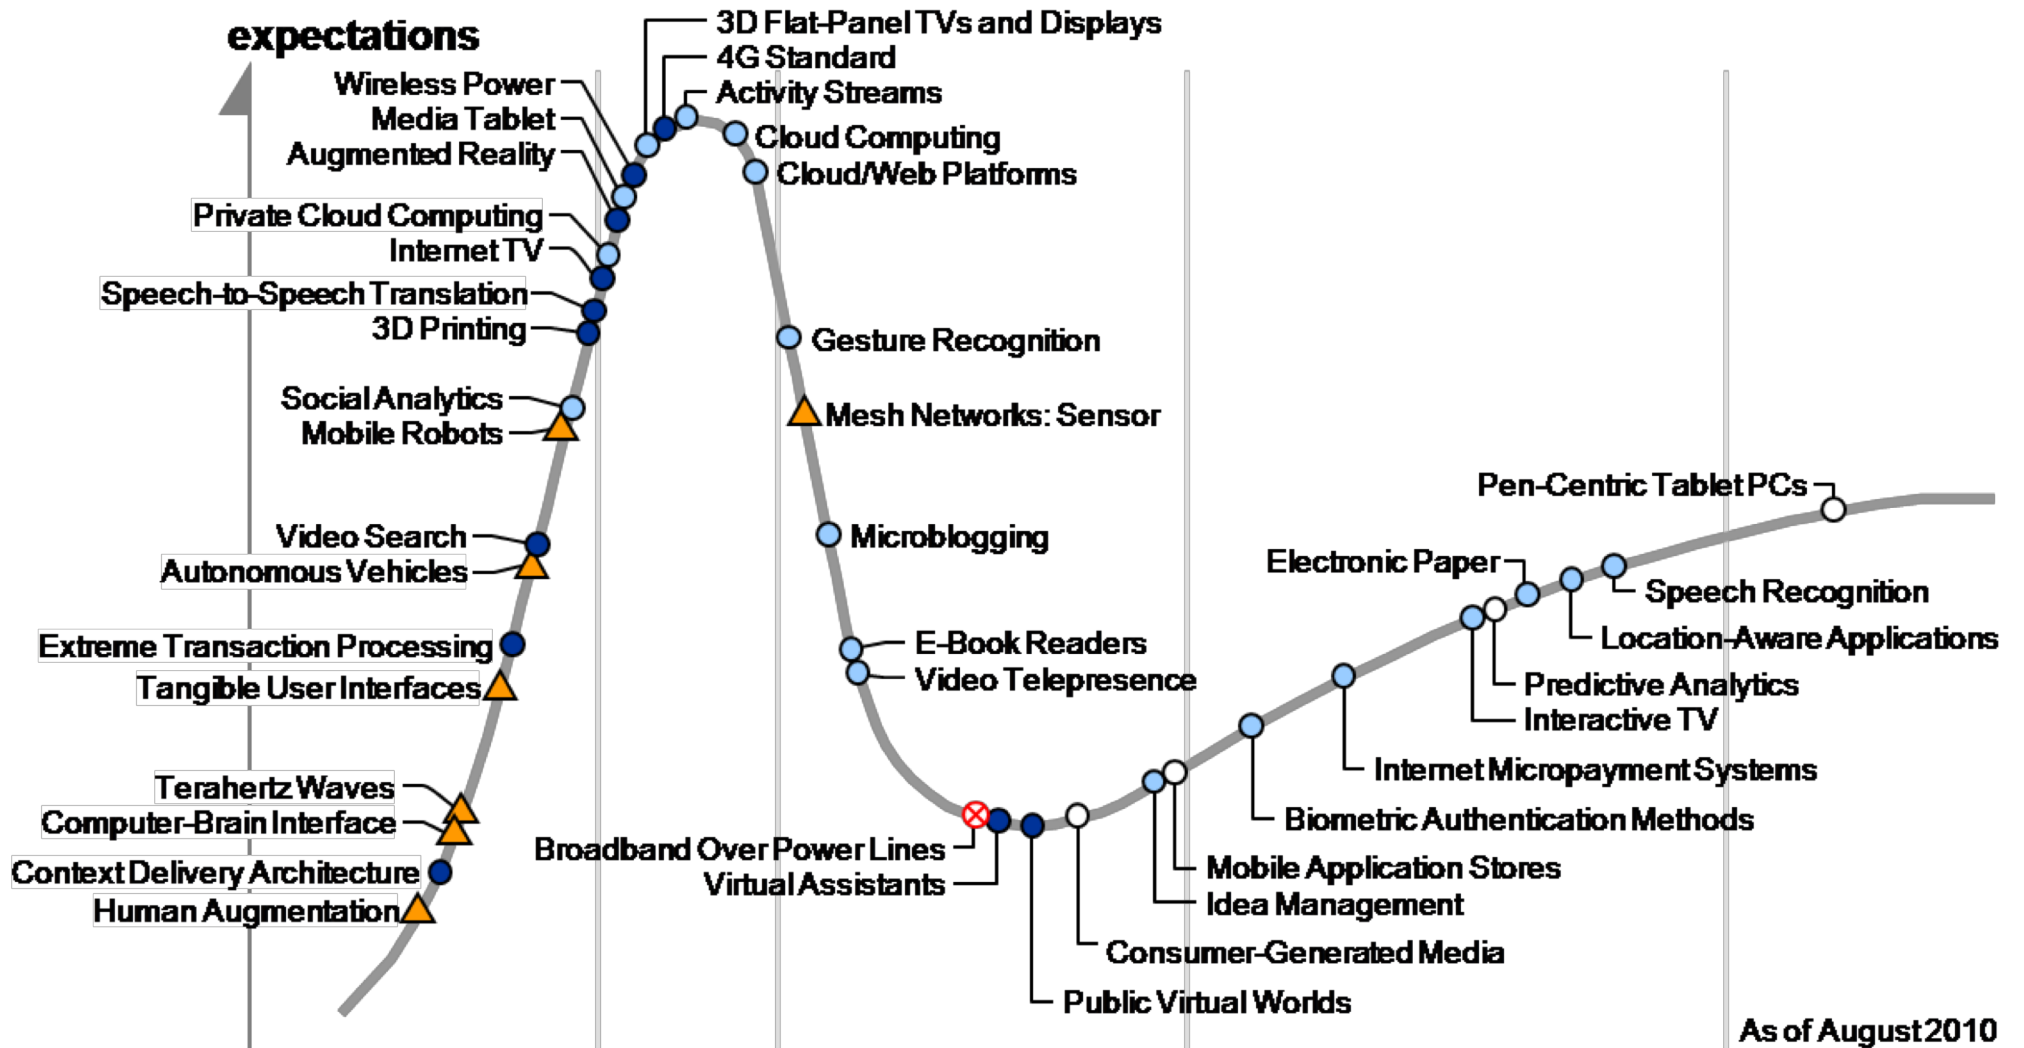 expectations
3D Flat-Panel TVs and Displays
4G Standard
Activity Streams
Wireless Power
Media Tablet
Augmented Reality
Cloud Computing
Cloud/Web Platforms
Private Cloud Computing
Internet TV
Speech-to-Speech Translation
3D Printing
Gesture Recognition
Social Analytics
Mobile Robots
Mesh Networks: Sensor
Video Search
Autonomous Vehicles
Microblogging
Extreme Transaction Processing
Tangible User Interfaces
E-Book Readers
Video Telepresence
Terahertz Waves
Computer-Brain Interface
Context Delivery Architecture
Human Augmentation
Broadband Over Power Lines
Virtual Assistants
Pen-Centric Tablet PCs
Electronic Paper
Speech Recognition
Location-Aware Applications
Predictive Analytics
Interactive TV
Internet Micropayment Systems
Biometric Authentication Methods
Mobile Application Stores
Idea Management
Consumer-Generated Media
Public Virtual Worlds
As of August 2010